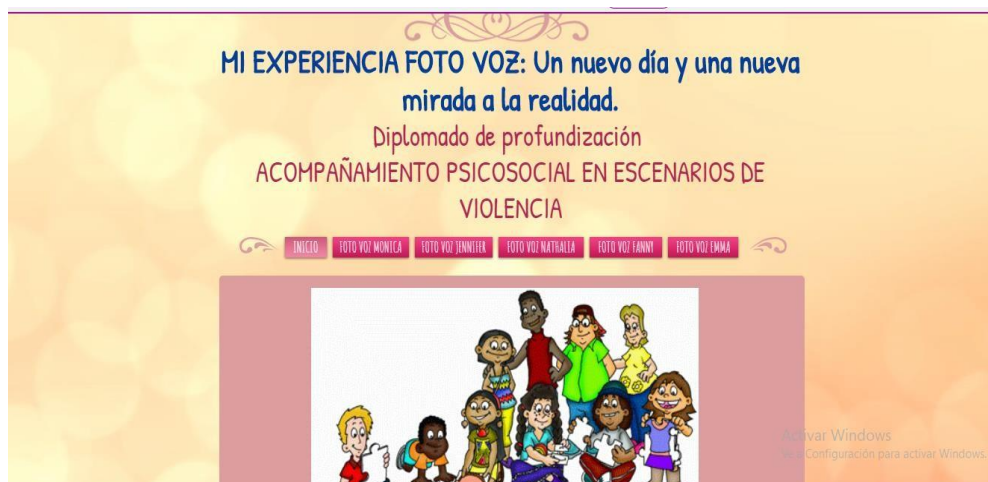 MI EXPERIENCIA FOTO VOZ: Un nuevo día y una nueva
mirada a la realidad.
Diplomado de profundización
ACOMPAÑAMIENTO PSICOSOCIAL EN ESCENARIOS DE
VIOLENCIA
INICIO FOTO VOZ MONICA FOTO VOZ JENNIFER FOTO VOZ NATHALIA FOTO VOZ FANNY FOTO VOZ EMMA
Activar Windows
Configuración para activar Windows.